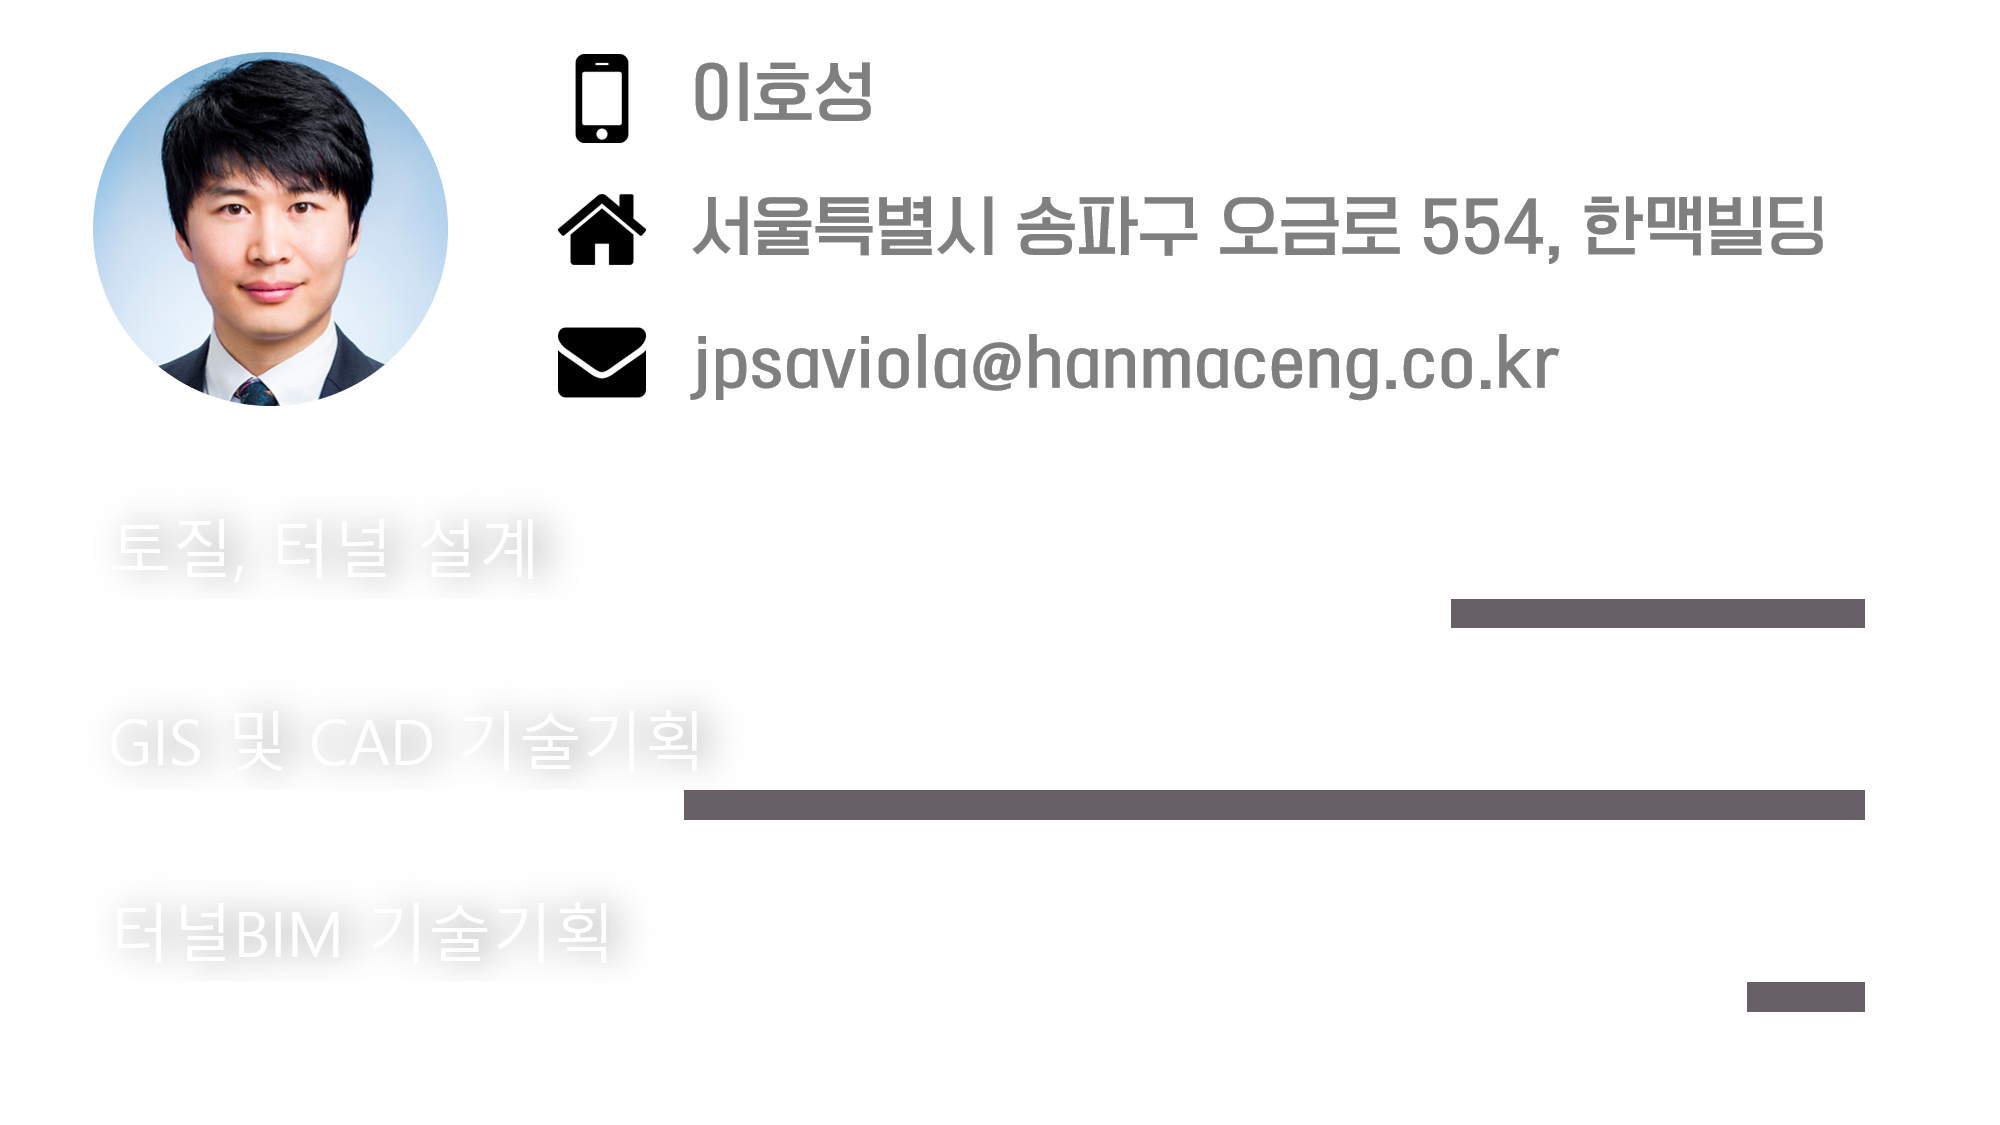 이호성
서울특별시 송파구 오금로 554, 한맥빌딩
jpsaviola@hanmaceng.co.kr
토질, 터널 설계
GIS 및 CAD 기술기획
터널BIM 기술기획